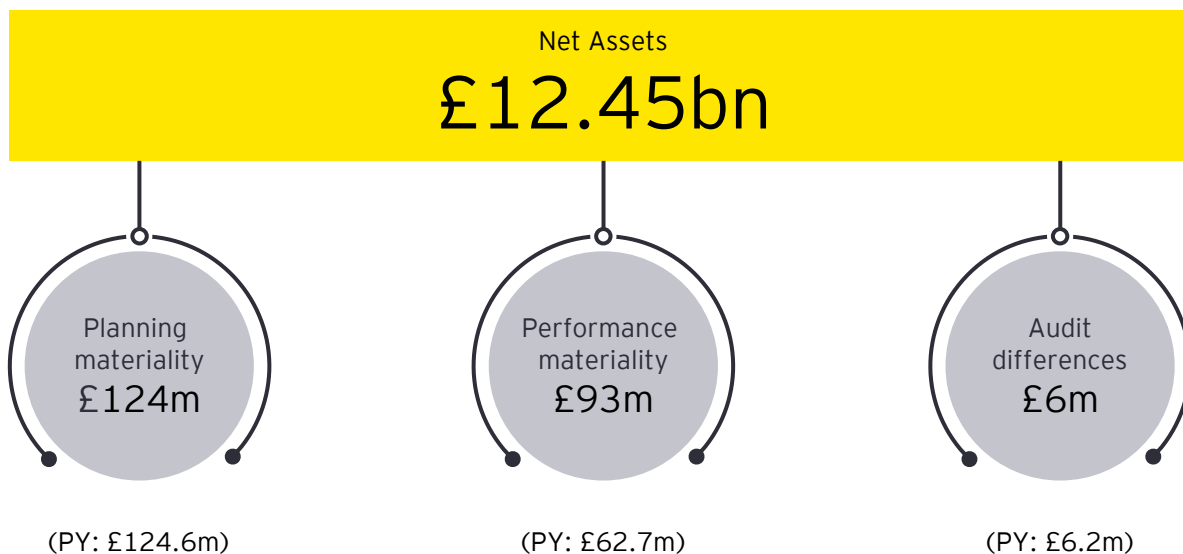 Net Assets
£12.45bn
Planning
materiality
£124m
Performance
materiality
£93m
Audit
differences
£6m
(PY: £124.6m)
(PY: £62.7m)
(PY: £6.2m)